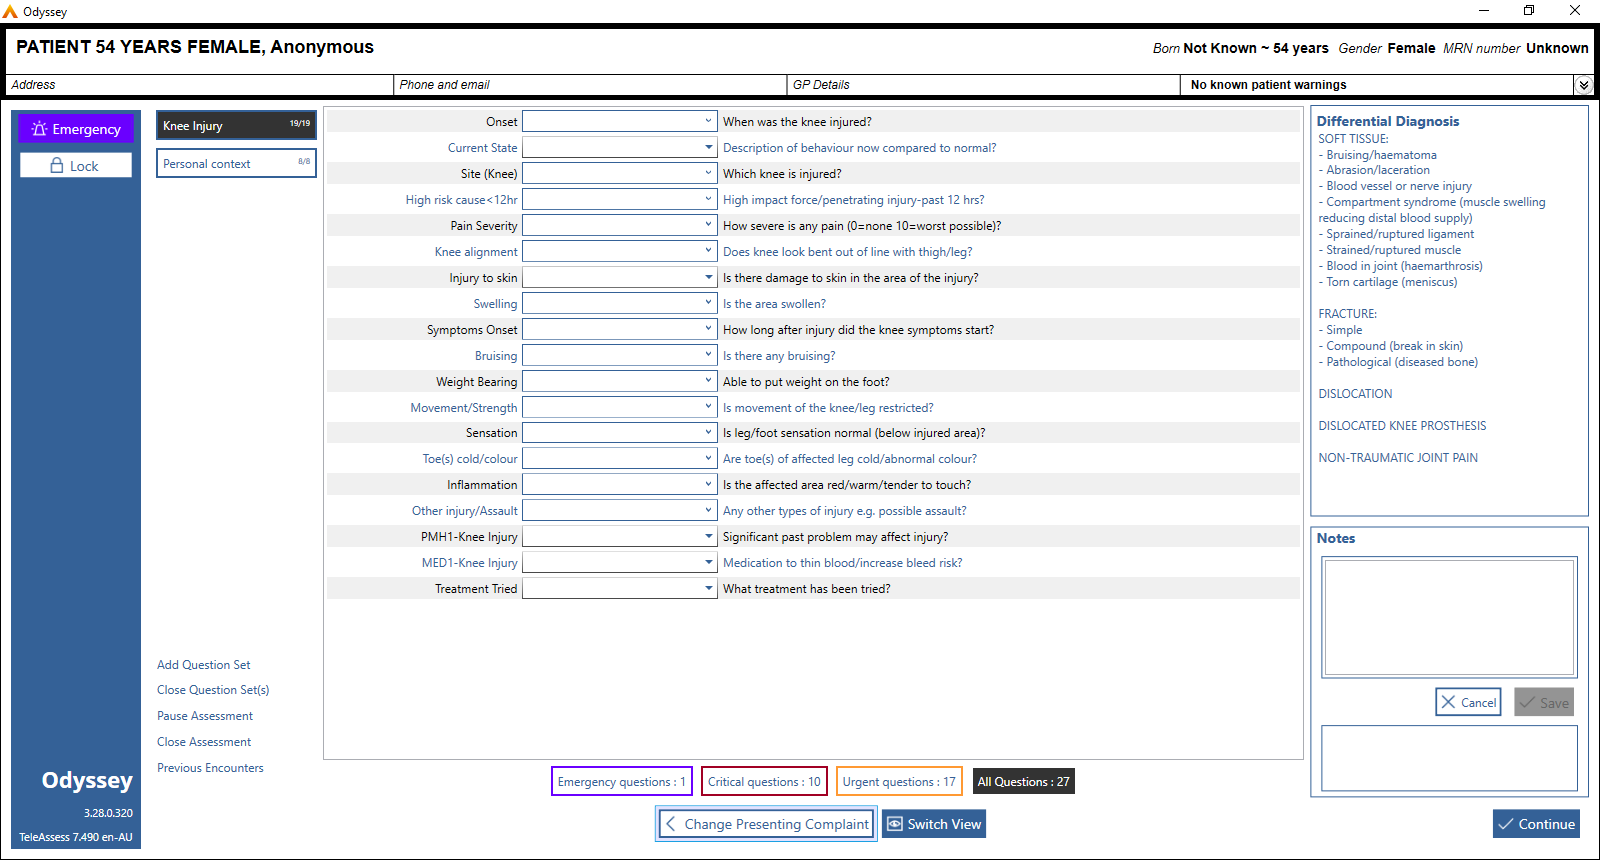 Odyssey
PATIENT 54 YEARS FEMALE, Anonymous
Born Not Known ~ 54 years Gender Female MRN number Unknown
Address
Phone and email
GP Details
No known patient warnings
Emergency
Lock
Knee Injury 19/19
Personal context 8/8
Onset When was the knee injured?
Current State Description of behaviour now compared to normal?
Site (Knee) Which knee is injured?
High risk cause<12hr High impact force/penetrating injury-past 12 hrs?
Pain Severity How severe is any pain (0=none 10=worst possible)?
Knee alignment Does knee look bent out of line with thigh/leg?
Injury to skin Is there damage to skin in the area of the injury?
Swelling Is the area swollen?
Symptoms Onset How long after injury did the knee symptoms start?
Bruising Is there any bruising?
Weight Bearing Able to put weight on the foot?
Movement/Strength Is movement of the knee/leg restricted?
Sensation Is leg/foot sensation normal (below injured area)?
Toe(s) cold/colour Are toe(s) of affected leg cold/abnormal colour?
Inflammation Is the affected area red/warm/tender to touch?
Other injury/Assault Any other types of injury e.g. possible assault?
PMH1-Knee Injury Significant past problem may affect injury?
MED1-Knee Injury Medication to thin blood/increase bleed risk?
Treatment Tried What treatment has been tried?
Differential Diagnosis
SOFT TISSUE:
- Bruising/haematoma
- Abrasion/laceration
- Blood vessel or nerve injury
- Compartment syndrome (muscle swelling
reducing distal blood supply)
- Sprained/ruptured ligament
- Strained/ruptured muscle
- Blood in joint (haemarthrosis)
- Torn cartilage (meniscus)
FRACTURE:
- Simple
- Compound (break in skin)
- Pathological (diseased bone)
DISLOCATION
DISLOCATED KNEE PROSTHESIS
NON-TRAUMATIC JOINT PAIN
Notes
Cancel
Save
Add Question Set
Close Question Set(s)
Pause Assessment
Close Assessment
Previous Encounters
Odyssey
3.28.0.320
TeleAssess 7.490 en-AU
Emergency questions : 1
Critical questions : 10
Urgent questions : 17
All Questions : 27
Change Presenting Complaint
Switch View
Continue